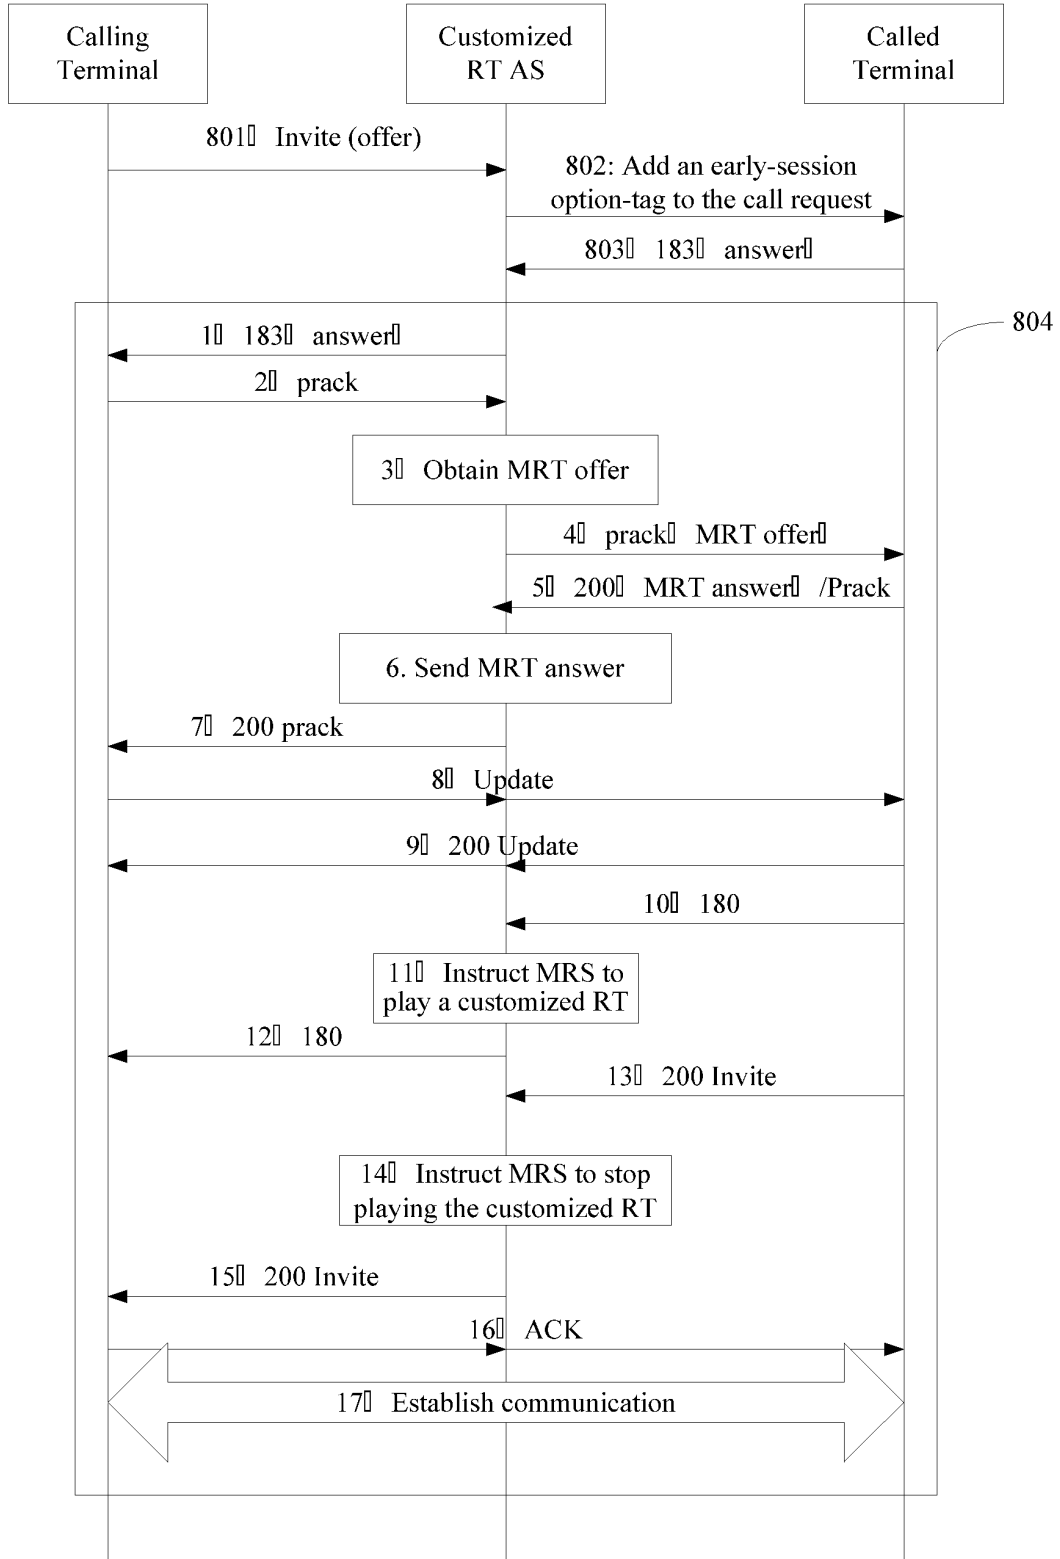 Calling
Terminal
Customized
RT AS
Called
Terminal
801▯ Invite (offer)
802: Add an early-session
option-tag to the call request
803▯ 183▯ answer▯
804
1▯ 183▯ answer▯
2▯ prack
3▯ Obtain MRT offer
4▯ prack▯ MRT offer▯
5▯ 200▯ MRT answer▯ /Prack
6. Send MRT answer
7▯ 200 prack
8▯ Update
9▯ 200 Update
10▯ 180
11▯ Instruct MRS to
play a customized RT
12▯ 180
13▯ 200 Invite
14▯ Instruct MRS to stop
playing the customized RT
15▯ 200 Invite
16▯ ACK
17▯ Establish communication